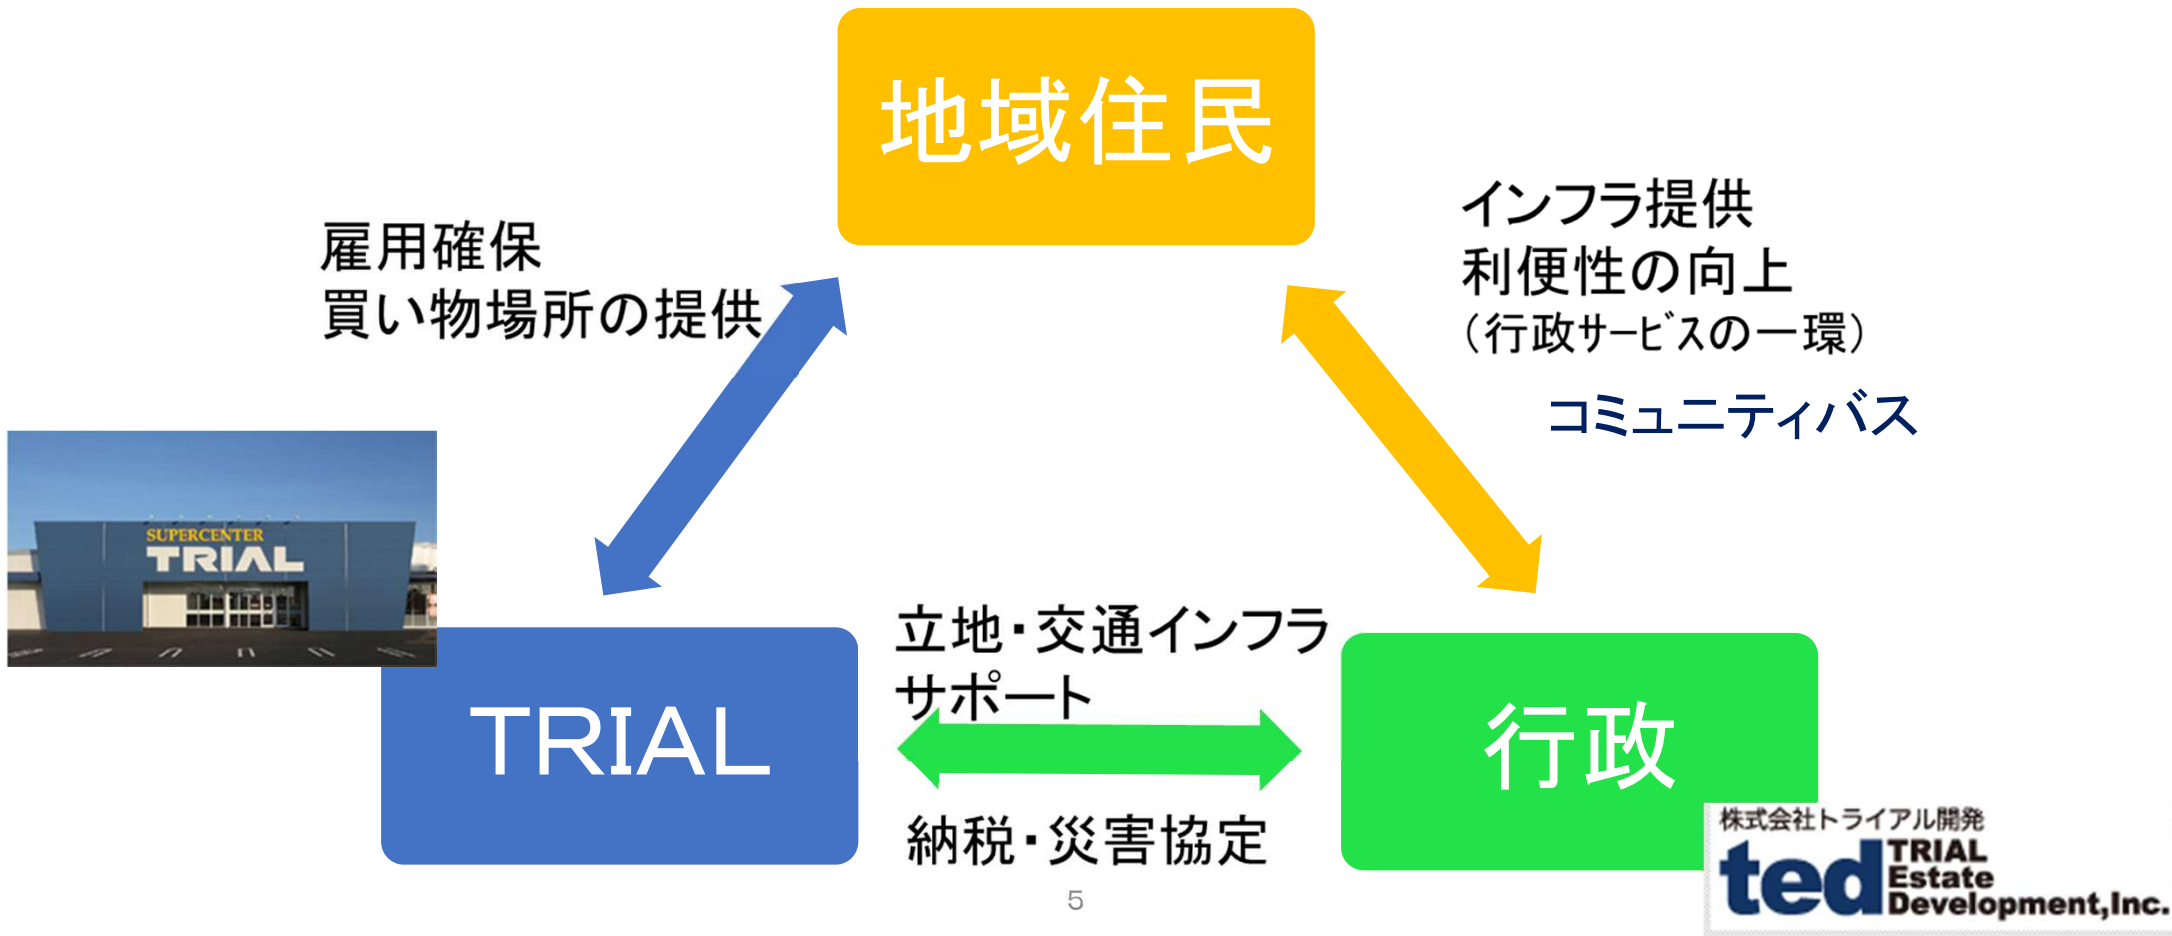 地域住民
雇用確保
買い物場所の提供
インフラ提供
利便性の向上
（行政ｻｰﾋﾞｽの一環）
コミュニティバス
SUPERCENTER
TRIAL
立地・交通インフラ
サポート
TRIAL
行政
納税・災害協定
株式会社トライアル開発
ted TRIAL
Estate
Development,Inc.
5